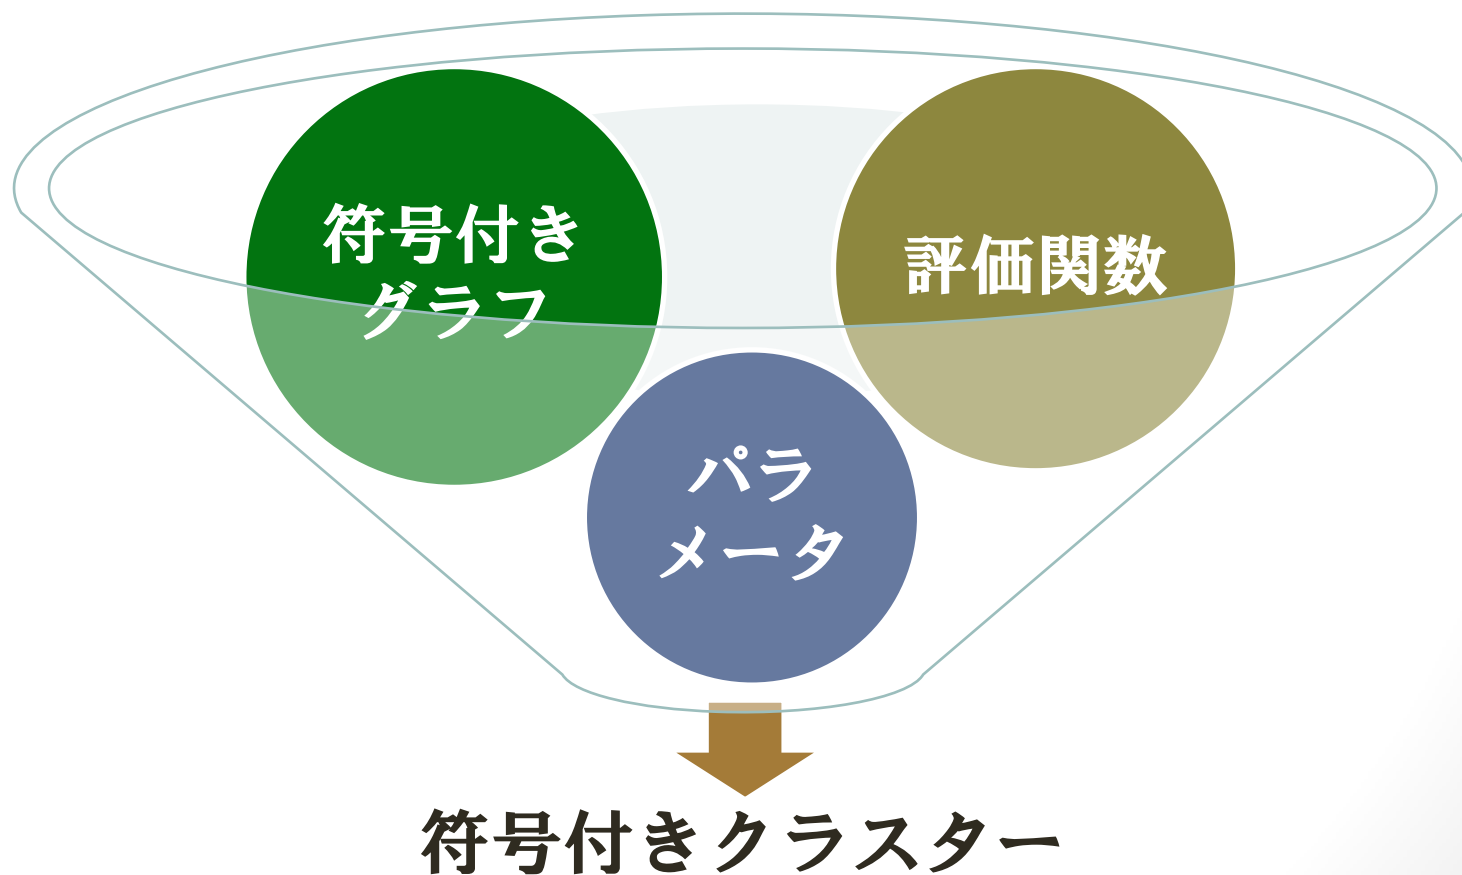 符号付き
グラフ
評価関数
パラ
メータ
符号付きクラスター